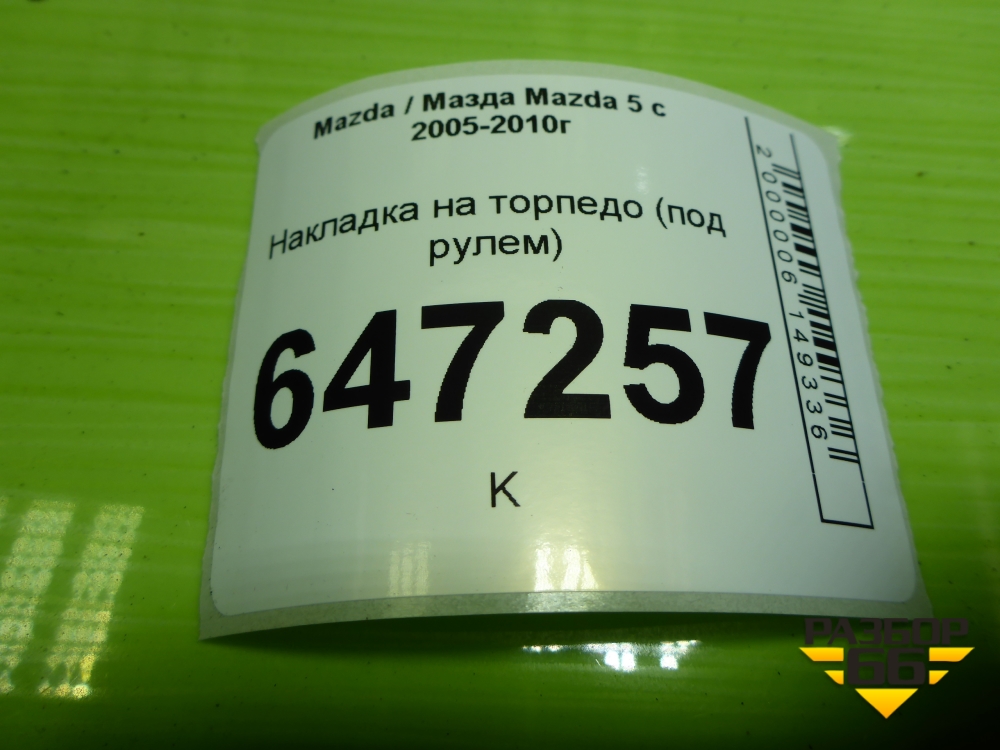 Mazda / Мазда Mazda 5 с
2005-2010г
Накладка на торпедо (под
рулем)
647257
К
2000006149336
РАЗБОР
66